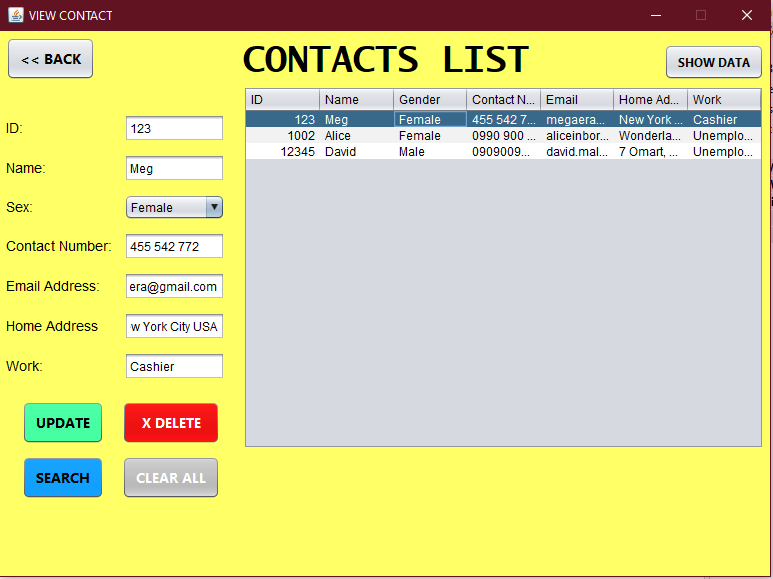 VIEW CONTACT
<< BACK
CONTACTS LIST
SHOW DATA
ID Name Gender Contact N... Email Home Ad... Work
123 Meg Female 455 542 7... megaera... New York ... Cashier
1002 Alice Female 0990 900 ... aliceinbor... Wonderla... Unemplo...
12345 David Male 0909009... david.mal... 7 Omart, ... Unemplo...
ID: 123
Name: Meg
Sex: Female
Contact Number: 455 542 772
Email Address: era@gmail.com
Home Address w York City USA
Work: Cashier
UPDATE X DELETE
SEARCH CLEAR ALL